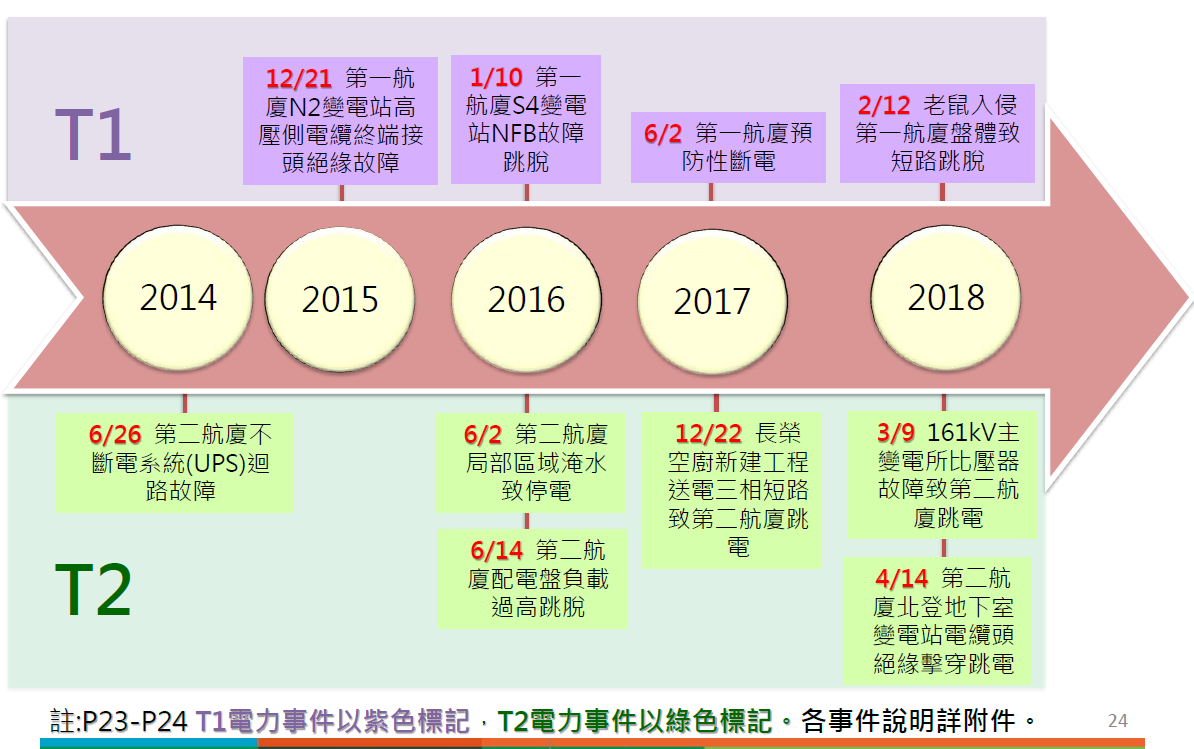 T1
12/21 第一航
廈N2變電站高
壓側電纜終端接
頭絕緣故障
1/10 第一
航廈S4變電
站NFB故障
跳脫
6/2 第一航廈預
防性斷電
2/12 老鼠入侵
第一航廈盤體致
短路跳脫
2014
2015
2016
2017
2018
6/26 第二航廈不
斷電系統(UPS)迴
路故障
6/2 第二航廈
局部區域淹水
致停電
6/14 第二航
廈配電盤負載
過高跳脫
12/22 長榮
空廚新建工程
送電三相短路
致第二航廈跳
電
3/9 161kV主
變電所比壓器
故障致第二航
廈跳電
4/14 第二航
廈北登地下室
變電站電纜頭
絕緣擊穿跳電
T2
註:P23-P24 T1電力事件以紫色標記，T2電力事件以綠色標記。各事件說明詳附件。
24